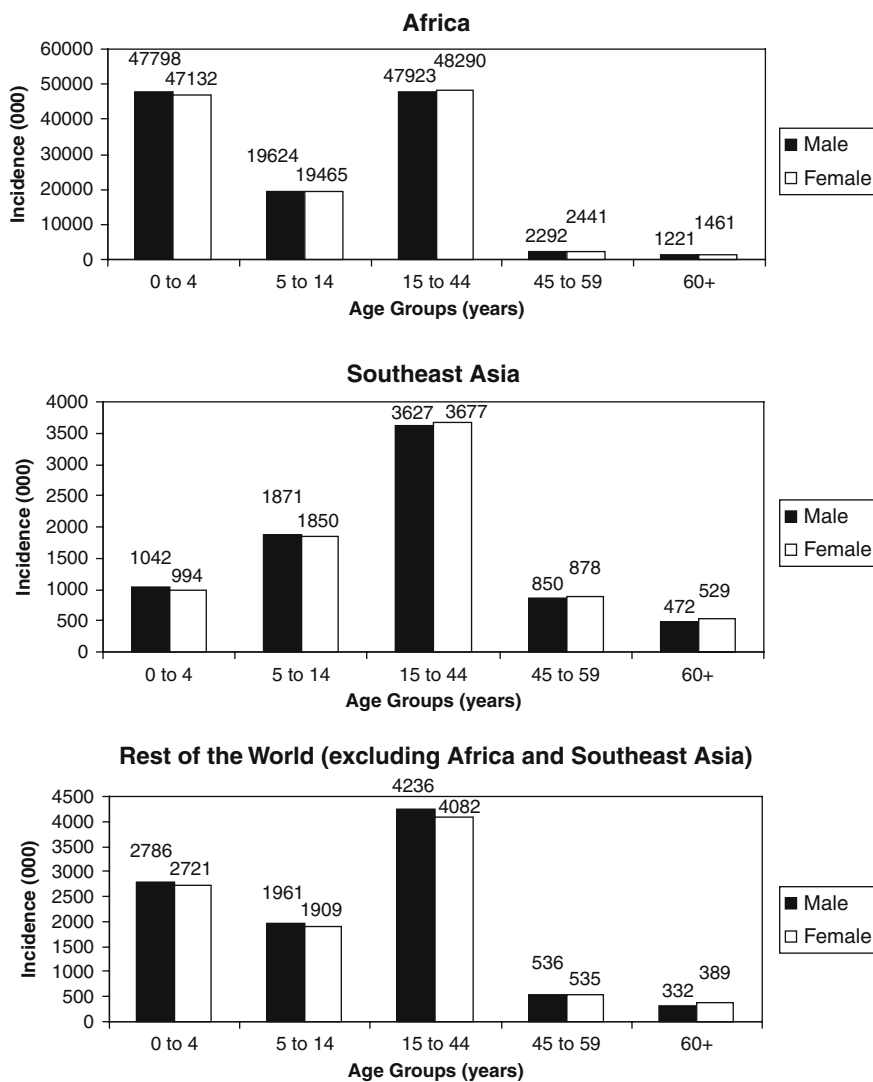 Africa
60000
50000
40000
30000
20000
10000
0
Incidence (000)
47798
47132
19624
19465
47923
48290
2292
2441
1221
1461
0 to 4
5 to 14
15 to 44
45 to 59
60+
Age Groups (years)
Male
Female
Southeast Asia
4000
3500
3000
2500
2000
1500
1000
500
0
Incidence (000)
1042
994
1871
1850
3627
3677
850
878
472
529
0 to 4
5 to 14
15 to 44
45 to 59
60+
Age Groups (years)
Male
Female
Rest of the World (excluding Africa and Southeast Asia)
4500
4000
3500
3000
2500
2000
1500
1000
500
0
Incidence (000)
2786
2721
1961
1909
4236
4082
536
535
332
389
0 to 4
5 to 14
15 to 44
45 to 59
60+
Age Groups (years)
Male
Female